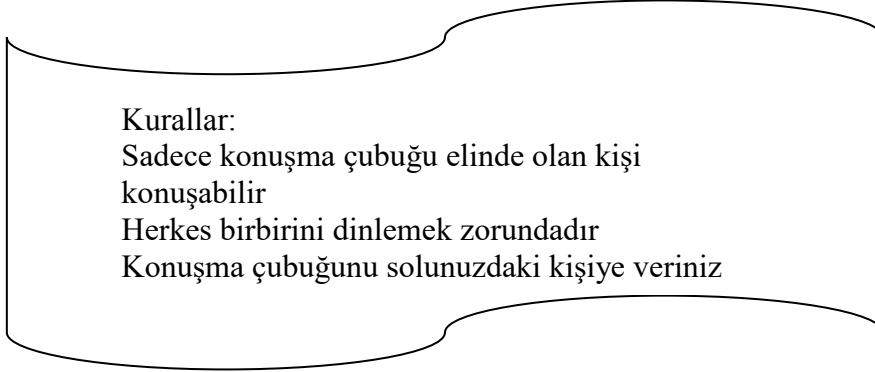 Kurallar:
Sadece konuşma çubuğu elinde olan kişi
konuşabilir
Herkes birbirini dinlemek zorundadır
Konuşma çubuğunu solunuzdaki kişiye veriniz